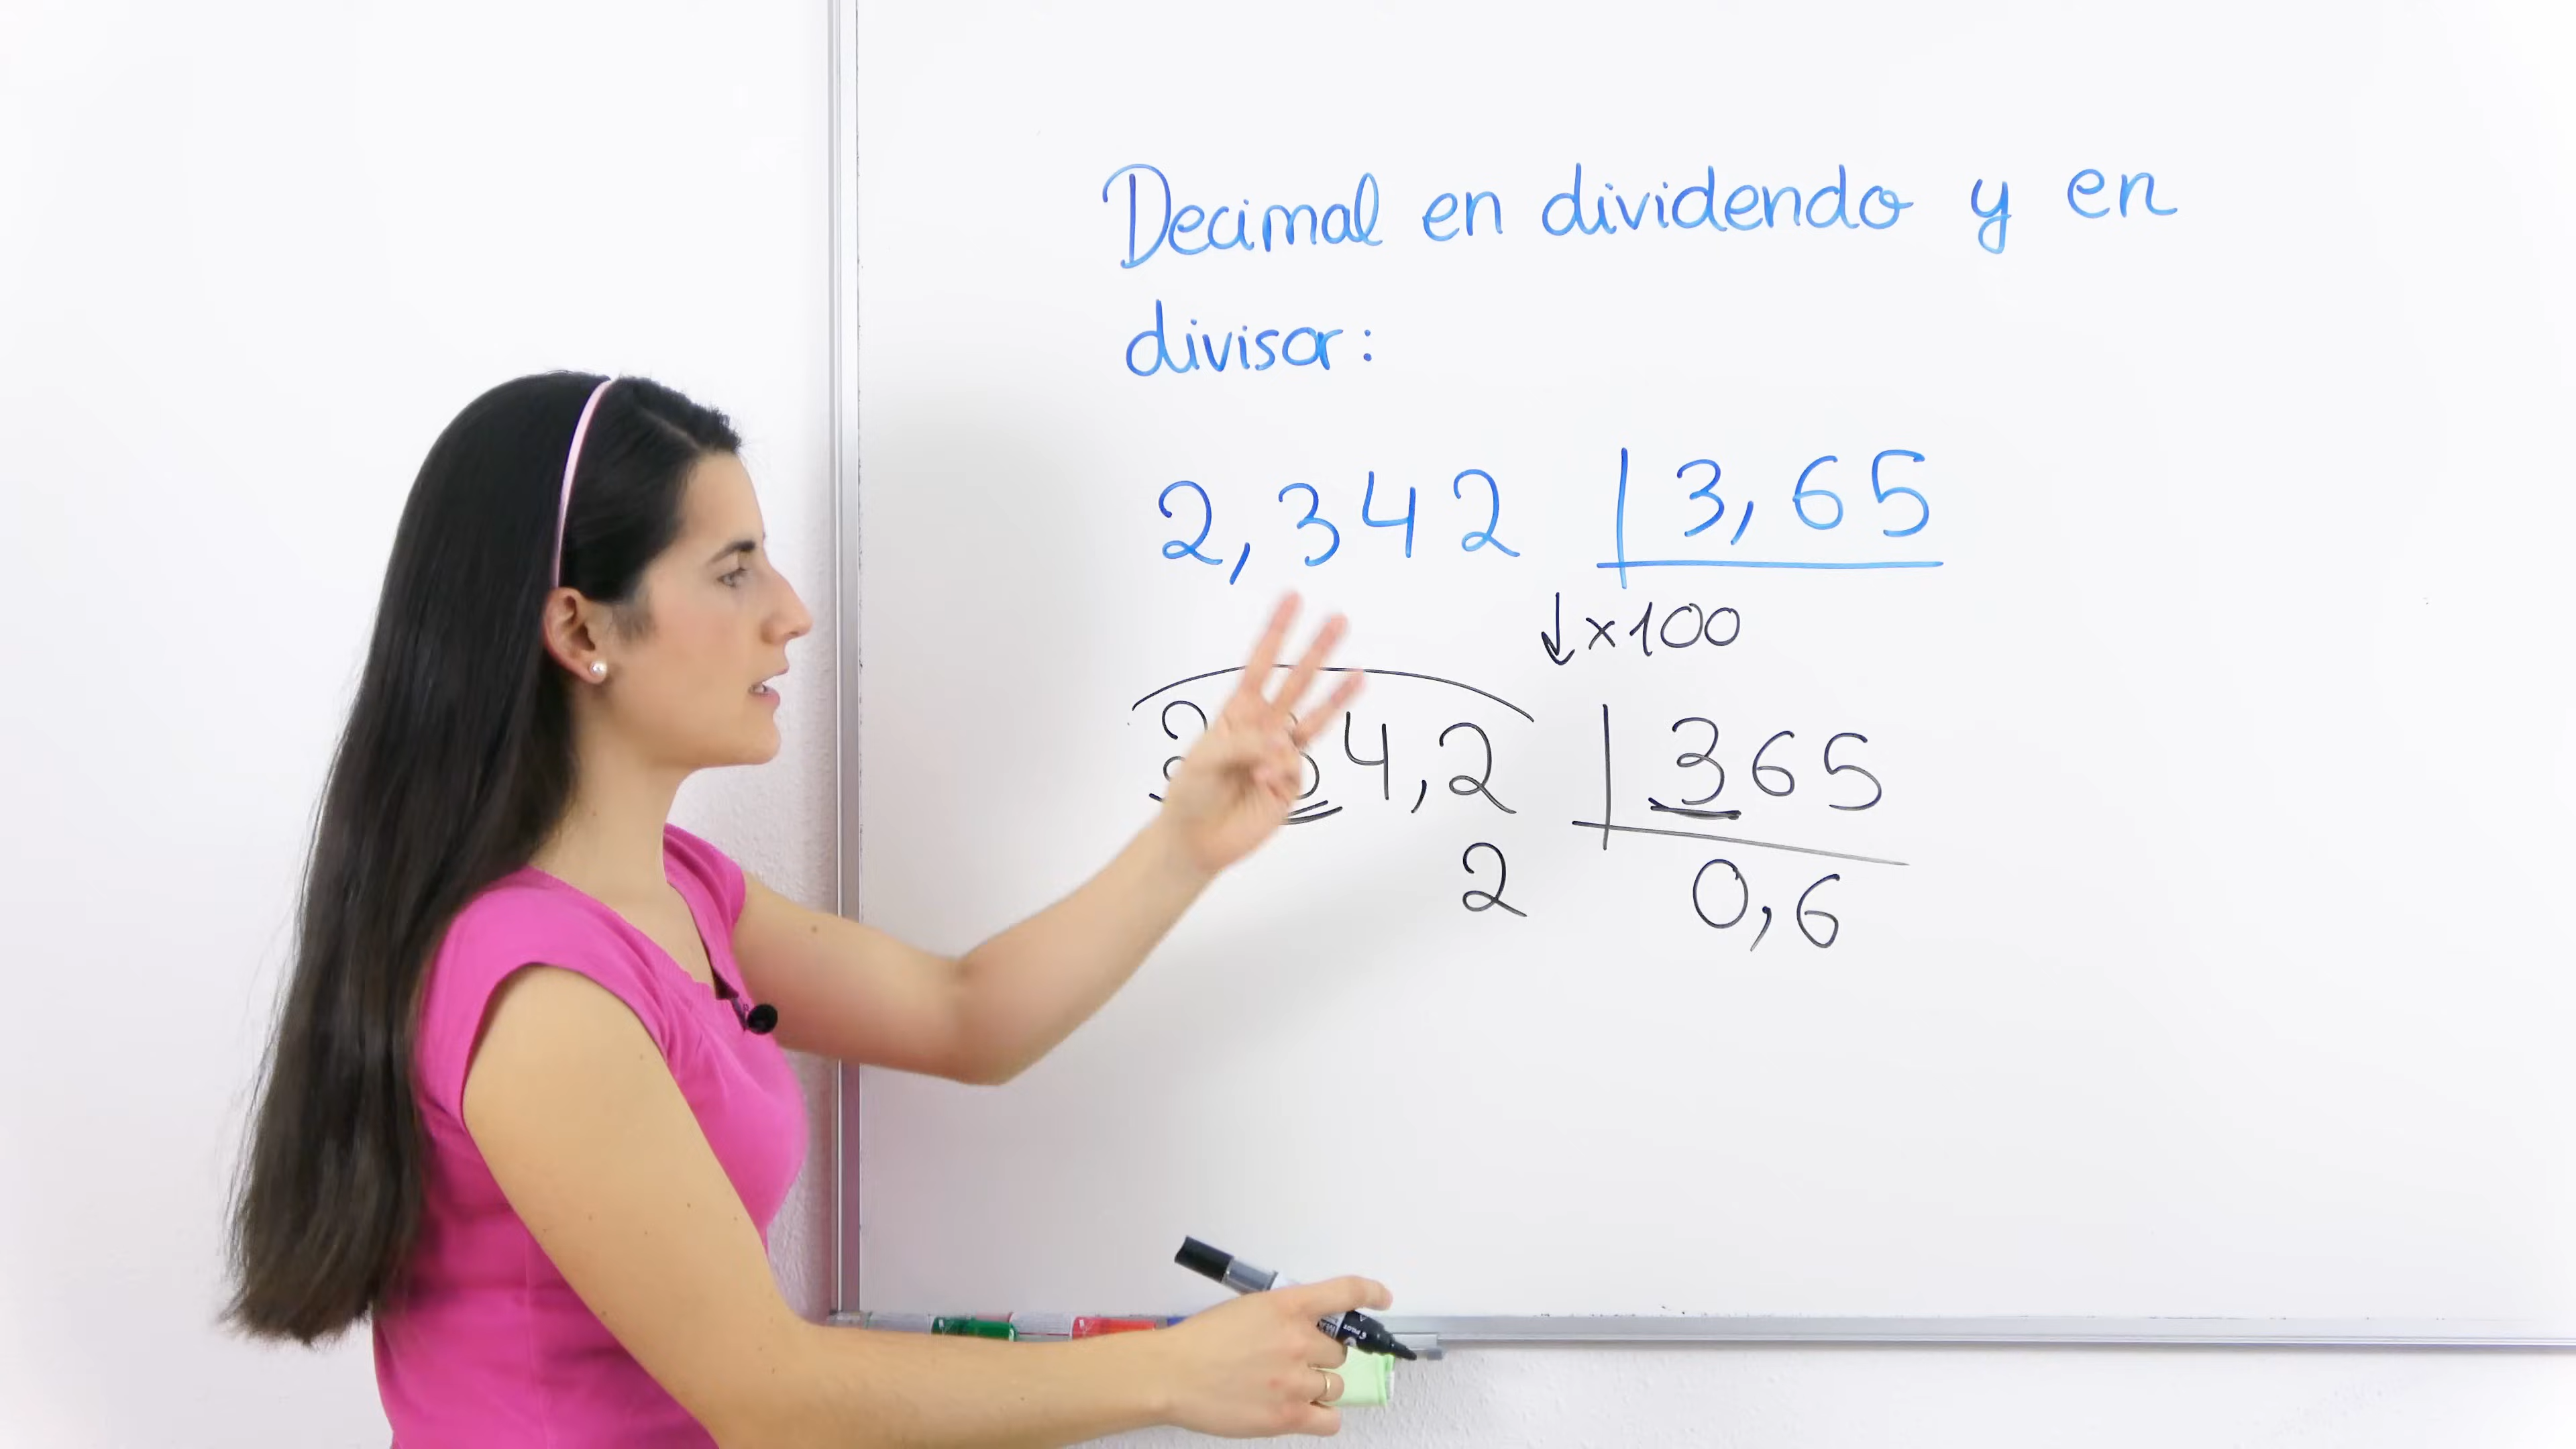 Decimal en dividendo y en
divisor:
2,342 3,65
↓×100
4,2 365
2 0,6